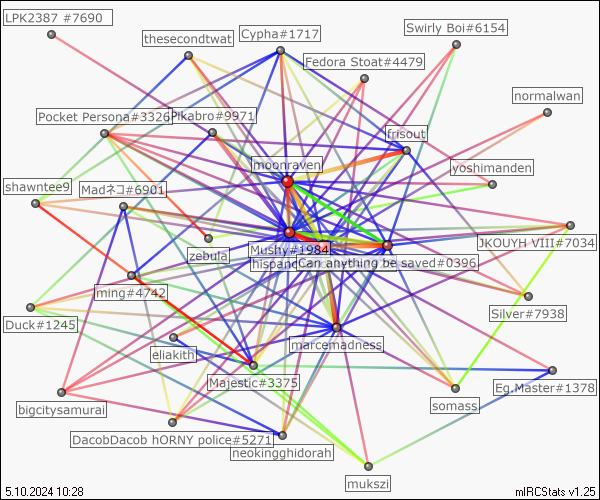 LPK2387 #7690
thesecondtwat
Cypha#1717
Swirly Boi#6154
Fedora Stoat#4479
normalwan
Pocket Persona#3326
Pikabro#9971
frisout
moonraven
yoshimanden
shawntee9
Madネコ#6901
zebula
Mushy#1984
JKOUYH VIII#7034
Can anything be saved#0396
ming#4742
Silver#7938
Duck#1245
eliakith
marcemadness
Majestic#3375
Eg.Master#1378
bigcitysamurai
somass
DacobDacob hORNY police#5271
neokingghidorah
mukszi
5.10.2024 10:28
mIRCStats v1.25